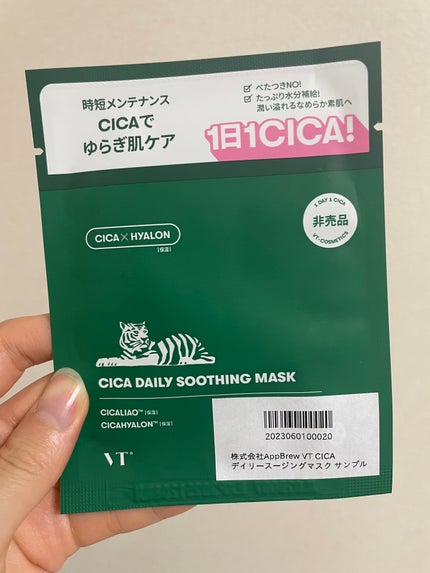 時短メンテナンス
CICAで
ゆらぎ肌ケア
べたつきNO!
たっぷり水分補給!
潤い溢れるなめらか素肌へ
1日1CICA!
CICA×HYALON
[保湿]
1 DAY 1 CICA
非売品
VT-COSMETICS
CICA DAILY SOOTHING MASK
CICALIAO™ [保湿]
CICAHYALON™ [保湿]
VT®
2023060100020
株式会社AppBrew VT CICA
デイリースージングマスク サンプル